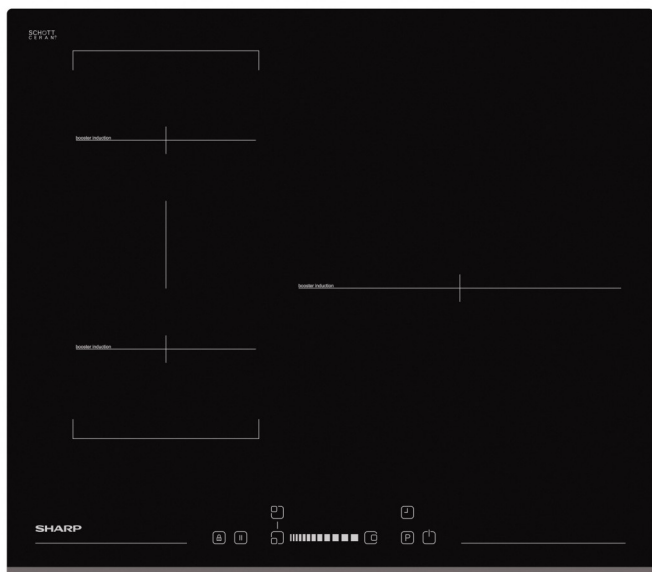 SCHOTT
CERAN®
booster induction
booster induction
booster induction
SHARP
P